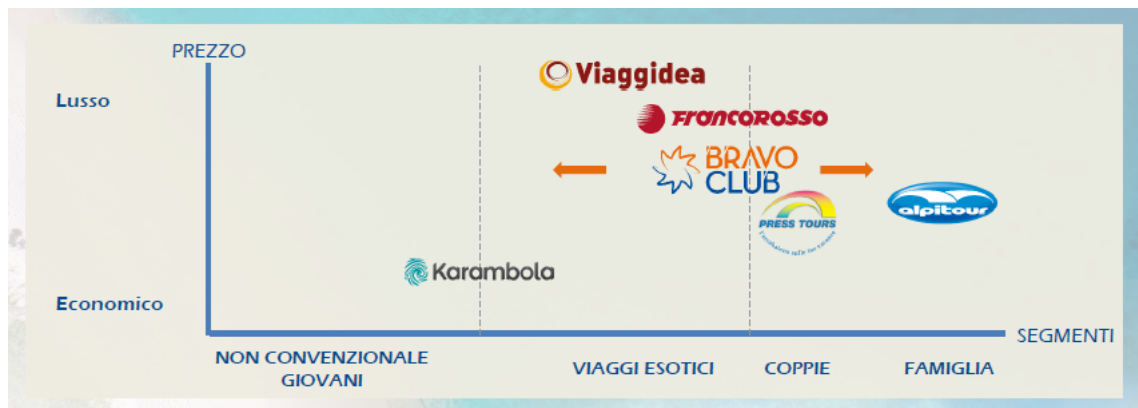 PREZZO
Viaggidea
Lusso
FRANCOROSSO
BRAVO
CLUB
alpitour
PRESS TOURS
Karambola
Economico
SEGMENTI
NON CONVENZIONALE
GIOVANI
VIAGGI ESOTICI
COPPIE
FAMIGLIA